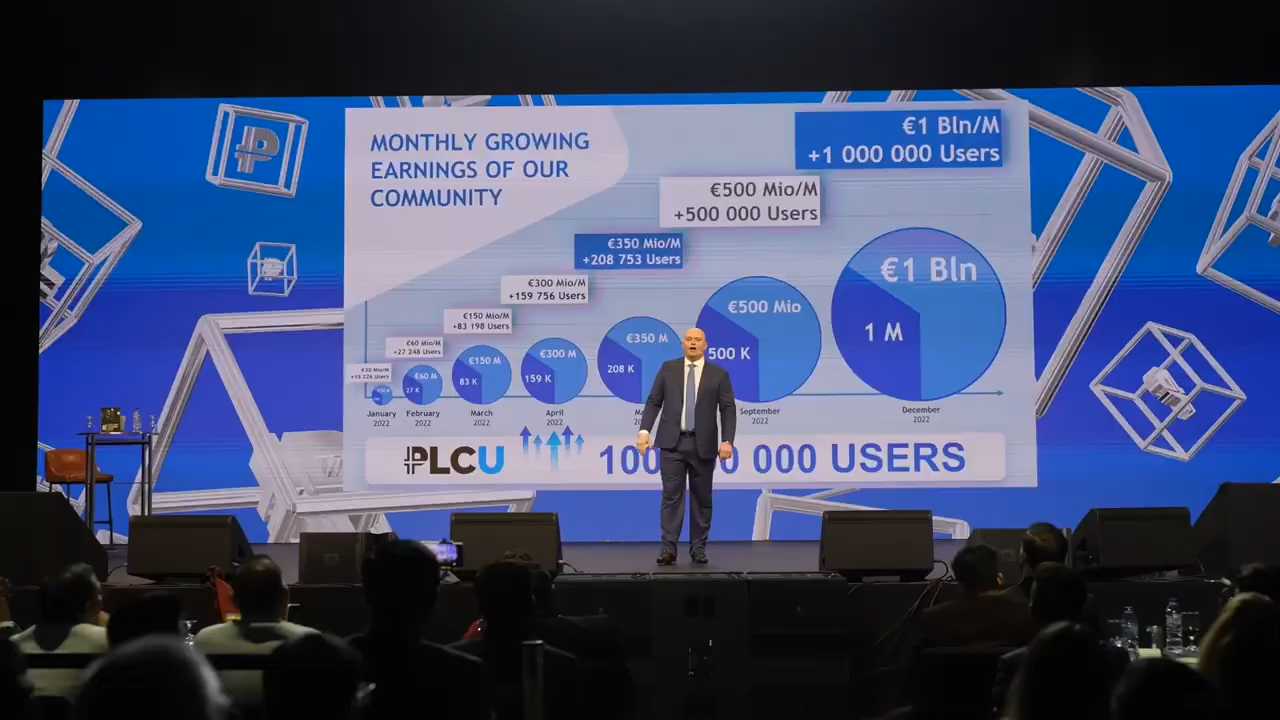 MONTHLY GROWING
EARNINGS OF OUR
COMMUNITY
€1 Bln/M
+1 000 000 Users
€500 Mio/M
+500 000 Users
€350 Mio/M
+208 753 Users
€300 Mio/M
+159 756 Users
€150 Mio/M
+83 198 Users
€60 Mio/M
+27 248 Users
€1 Bln
1 M
€500 Mio
500 K
€350 M
208 K
€300 M
159 K
€150 M
83 K
€60 M
27 K
January
2022
February
2022
March
2022
April
2022
September
2022
December
2022
PLCU
000 USERS